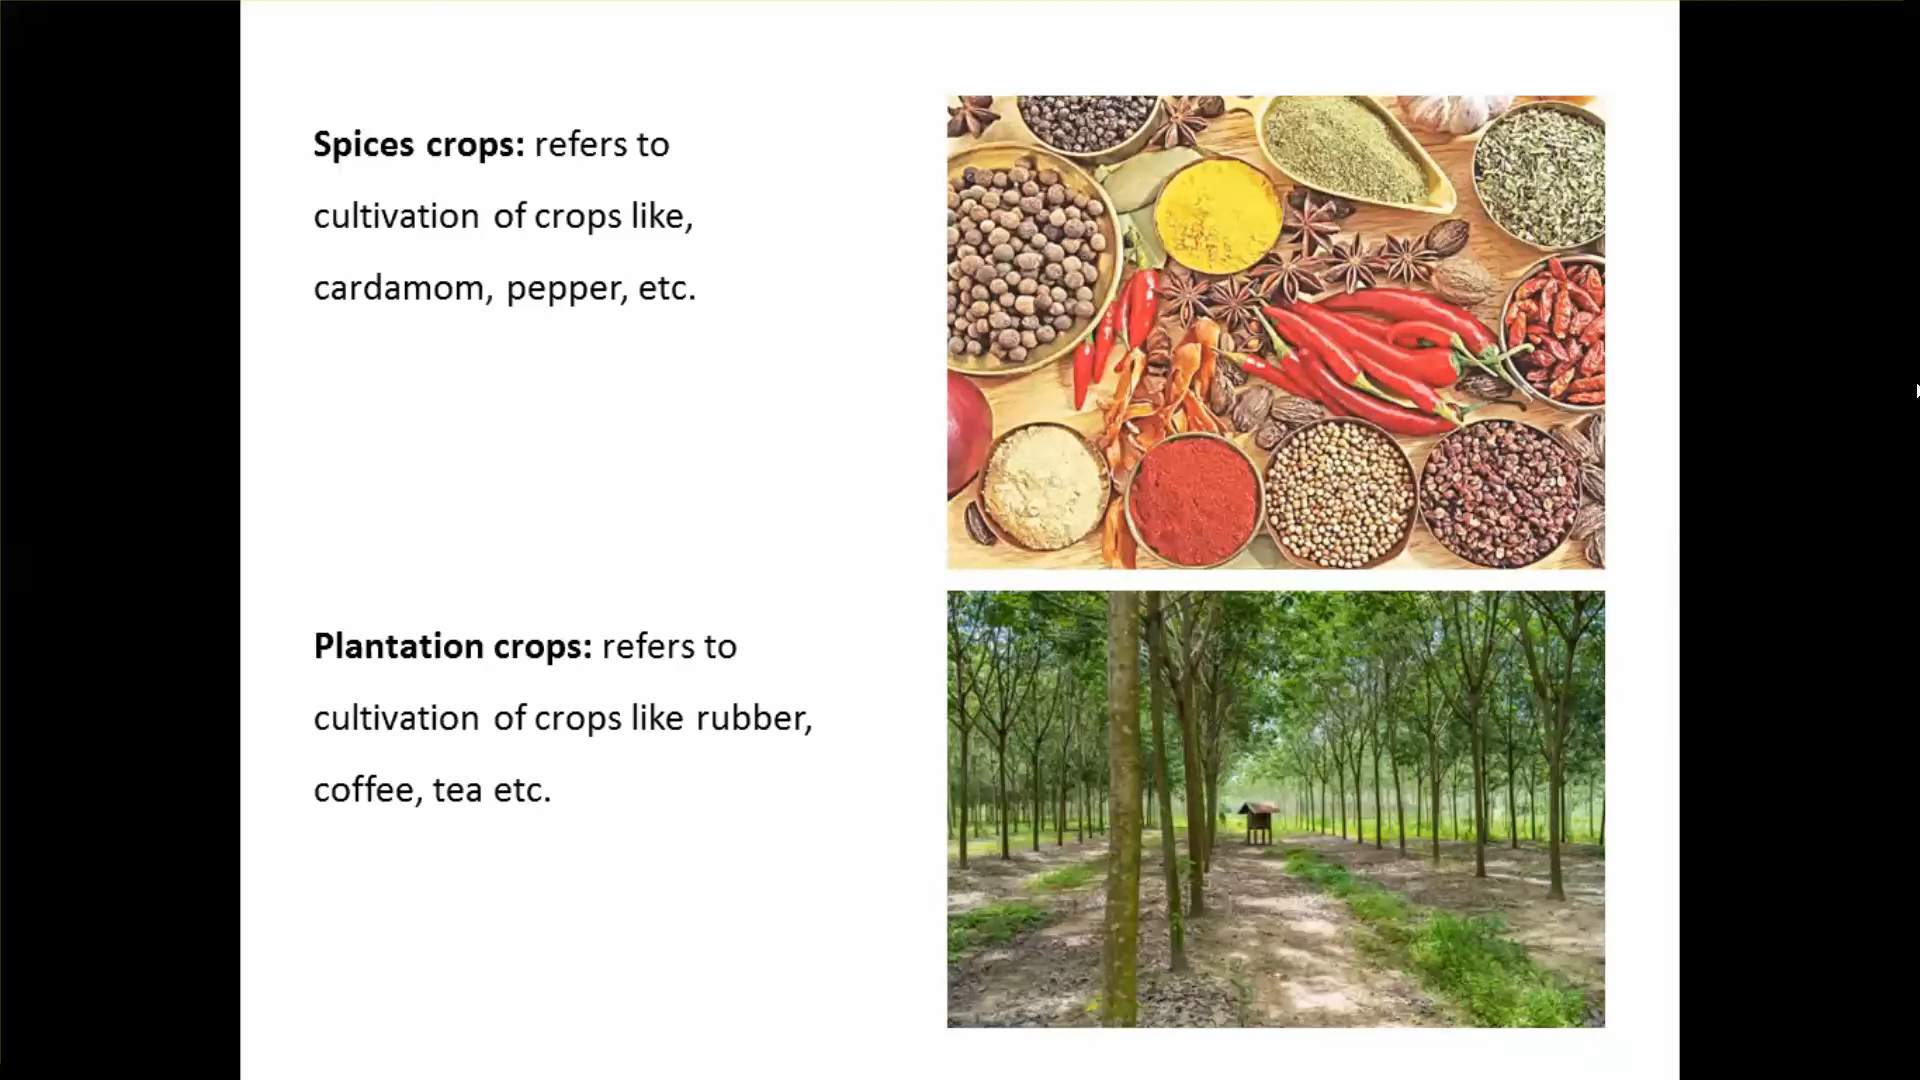 Spices crops: refers to
cultivation of crops like,
cardamom, pepper, etc.
Plantation crops: refers to
cultivation of crops like rubber,
coffee, tea etc.